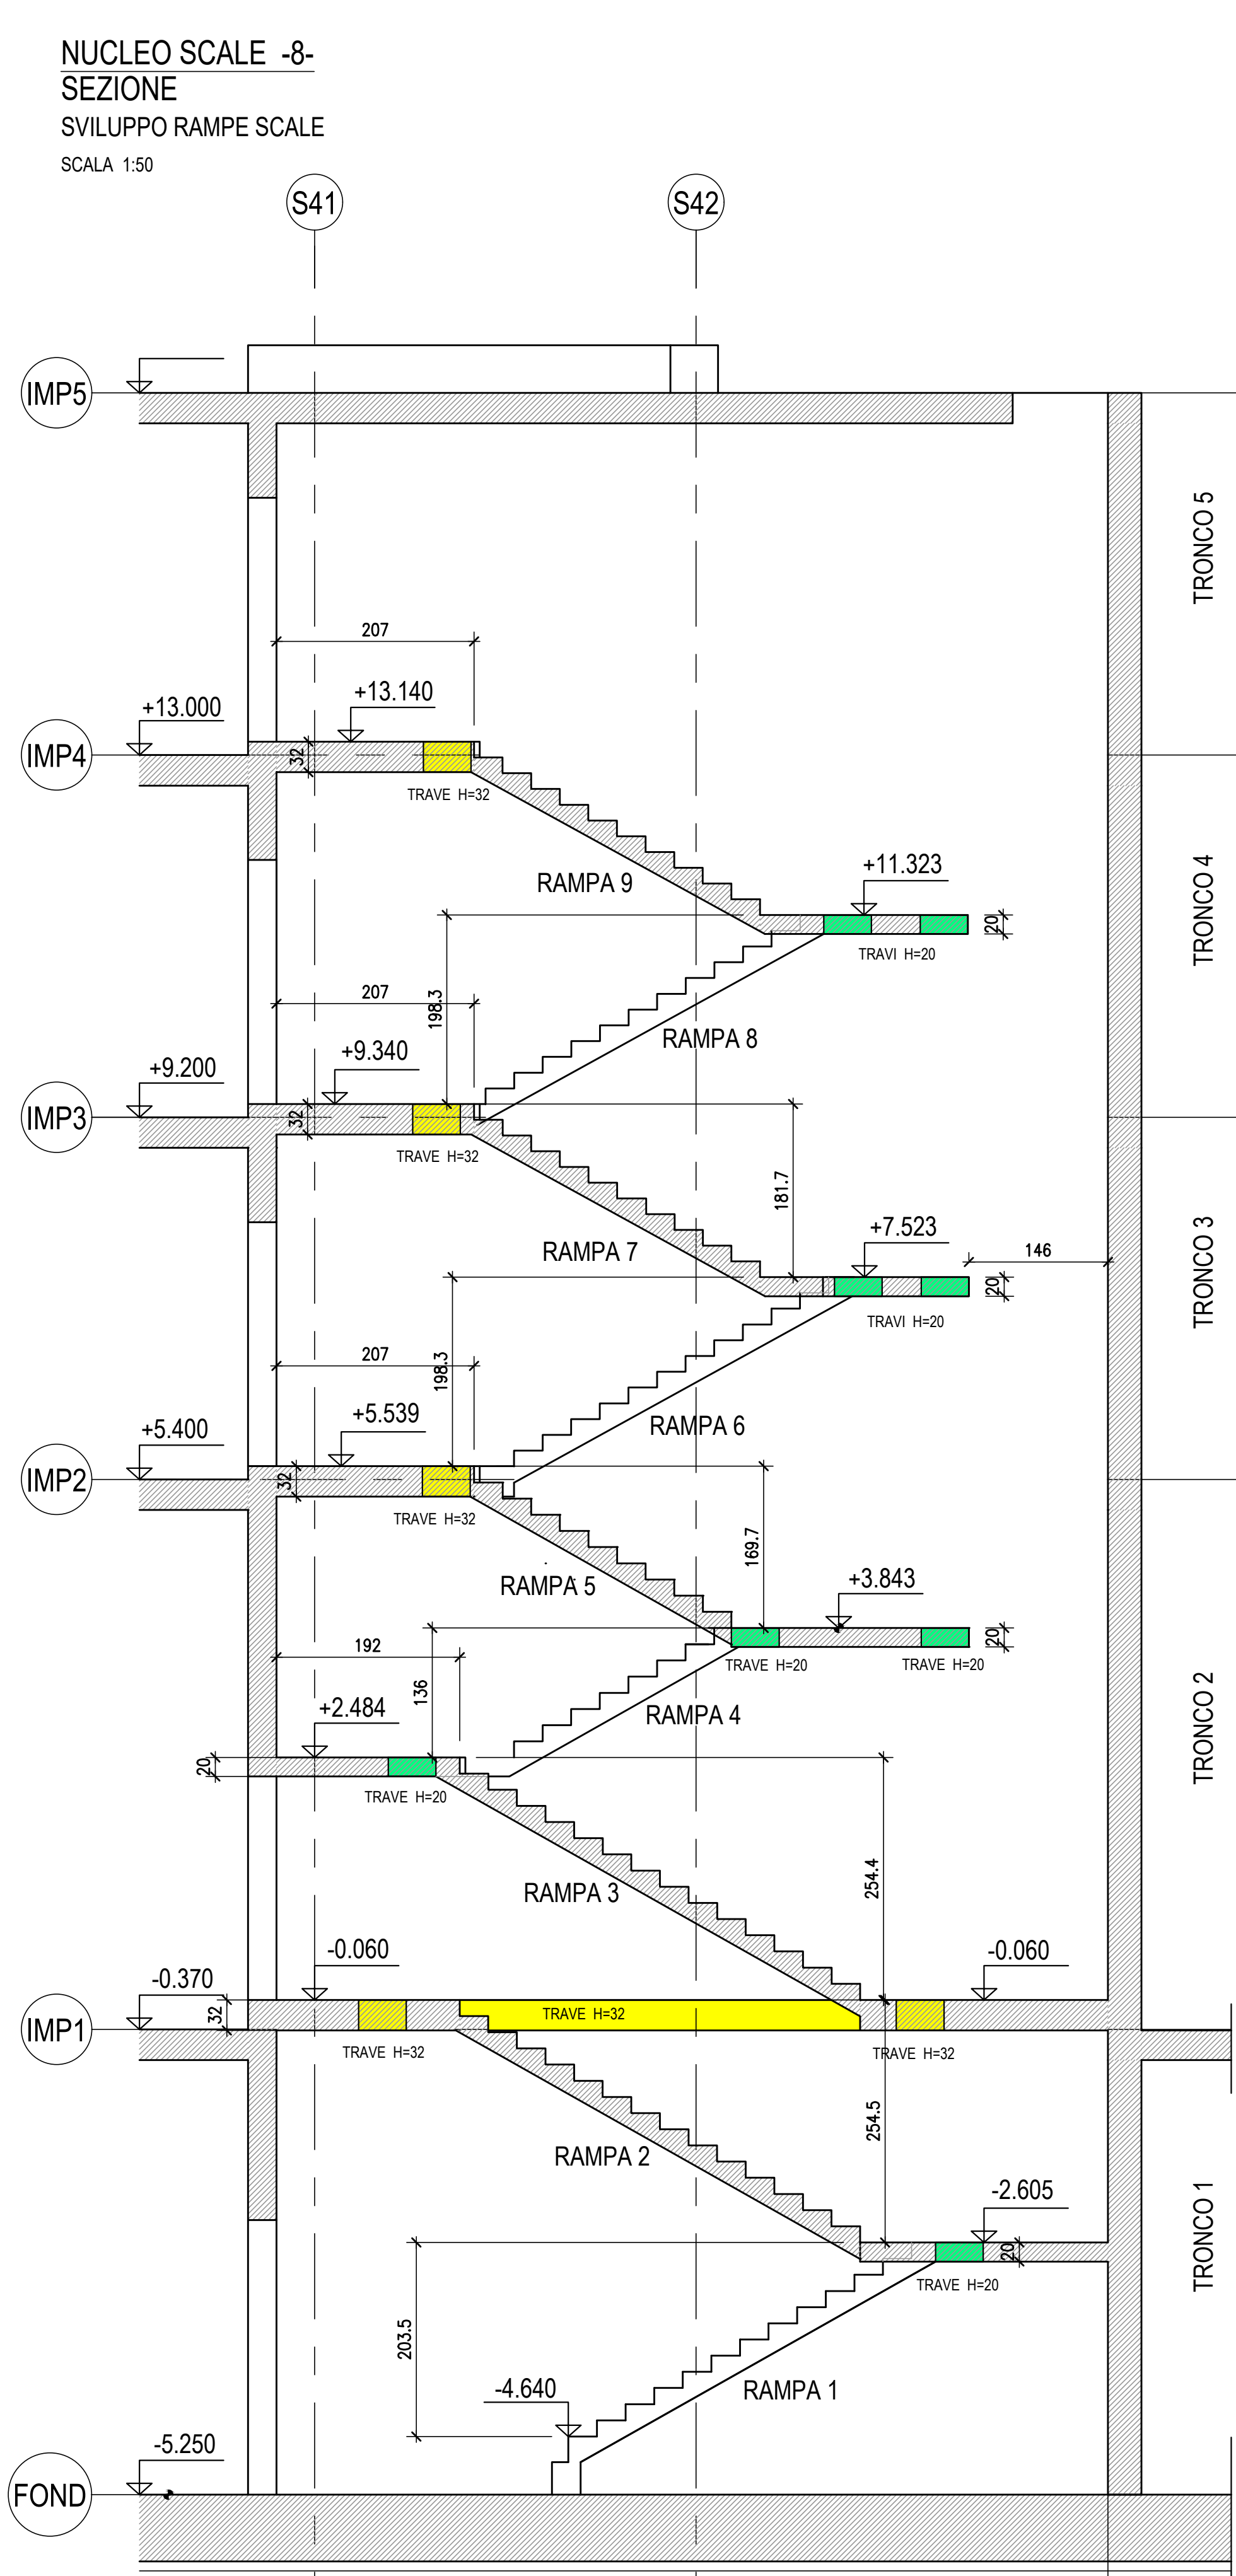 NUCLEO SCALE -8-
SEZIONE
SVILUPPO RAMPE SCALE
SCALA 1:50
S41
S42
IMP5
TRONCO 5
207
+13.000
+13.140
IMP4
32
TRAVE H=32
RAMPA 9
+11.323
20
TRAVI H=20
TRONCO 4
207
198.3
RAMPA 8
+9.200
+9.340
IMP3
32
TRAVE H=32
181.7
RAMPA 7
+7.523
146
20
TRAVI H=20
TRONCO 3
207
198.3
+5.400
+5.539
RAMPA 6
IMP2
32
TRAVE H=32
169.7
RAMPA 5
+3.843
20
TRAVE H=20
TRAVE H=20
192
136
+2.484
RAMPA 4
TRONCO 2
20
TRAVE H=20
RAMPA 3
254.4
-0.370
-0.060
-0.060
IMP1
32
TRAVE H=32
TRAVE H=32
TRAVE H=32
254.5
RAMPA 2
-2.605
20
TRAVE H=20
TRONCO 1
203.5
-4.640
RAMPA 1
-5.250
FOND